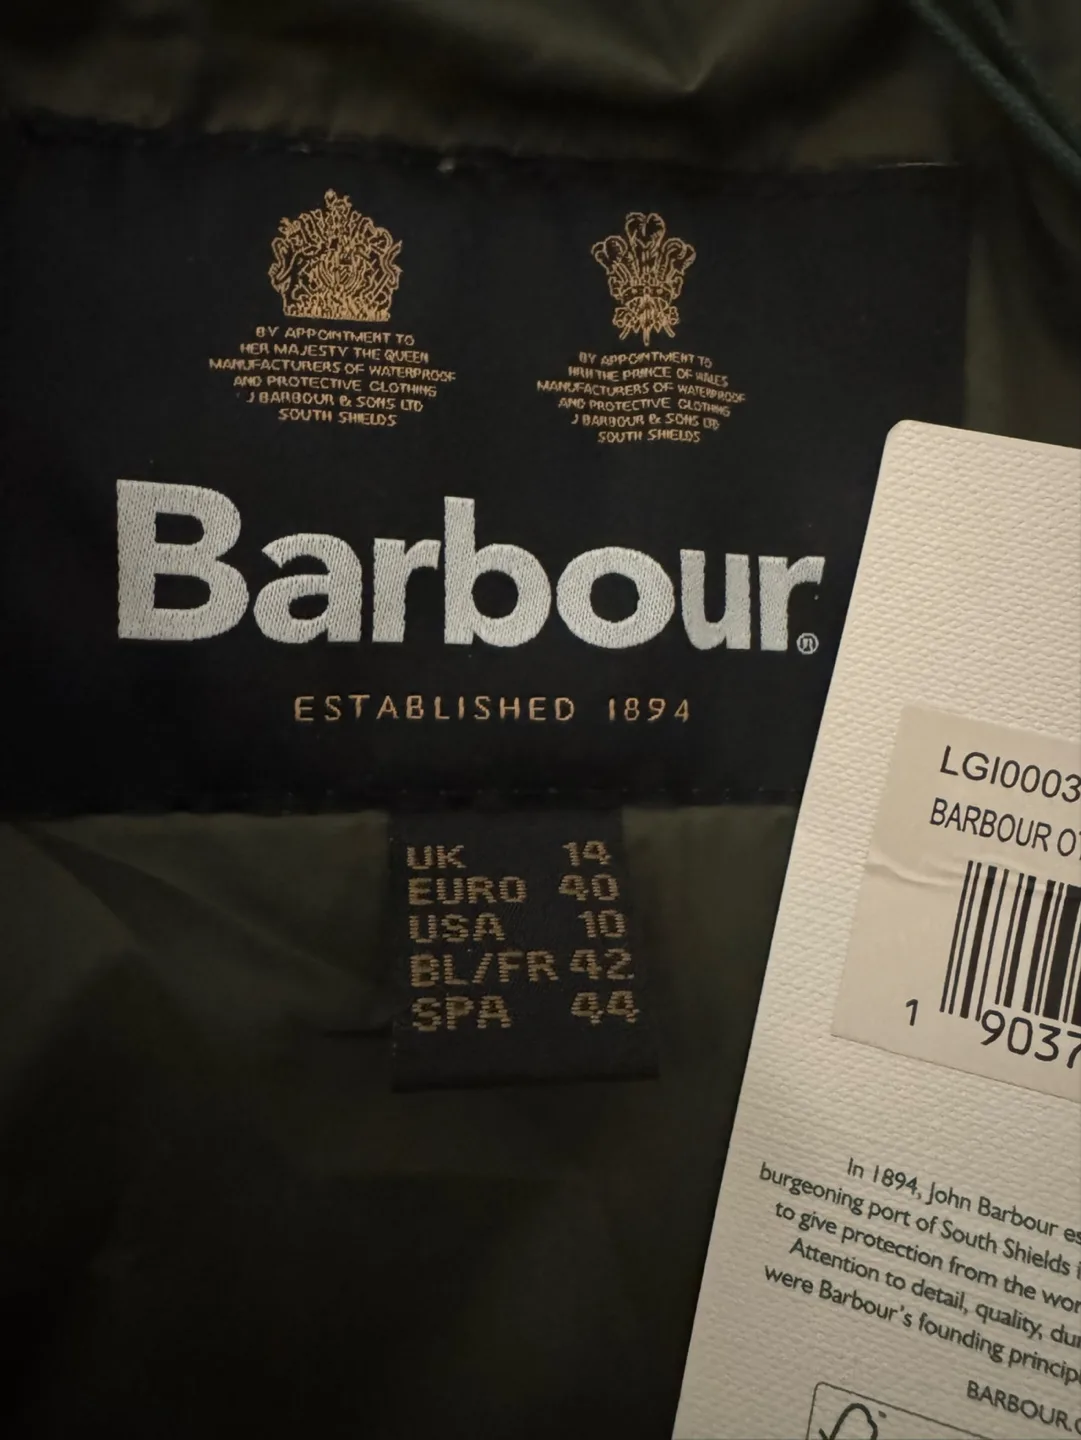 BY APPOINTMENT TO
HER MAJESTY THE QUEEN
MANUFACTURERS OF WATERPROOF
AND PROTECTIVE CLOTHING
J BARBOUR & SONS LTD
SOUTH SHIELDS
BY APPOINTMENT TO
HRH THE PRINCE OF WALES
MANUFACTURERS OF WATERPROOF
AND PROTECTIVE CLOTHING
J BARBOUR & SONS LTD
SOUTH SHIELDS
Barbour®
ESTABLISHED 1894
UK 14
EURO 40
USA 10
BL/FR 42
SPA 44
LGI0003
BARBOUR
1 9037
In 1894, John Barbour es
burgeoning port of South Shields
to give protection from the wor
Attention to detail, quality, du
were Barbour's founding princip
BARBOUR.